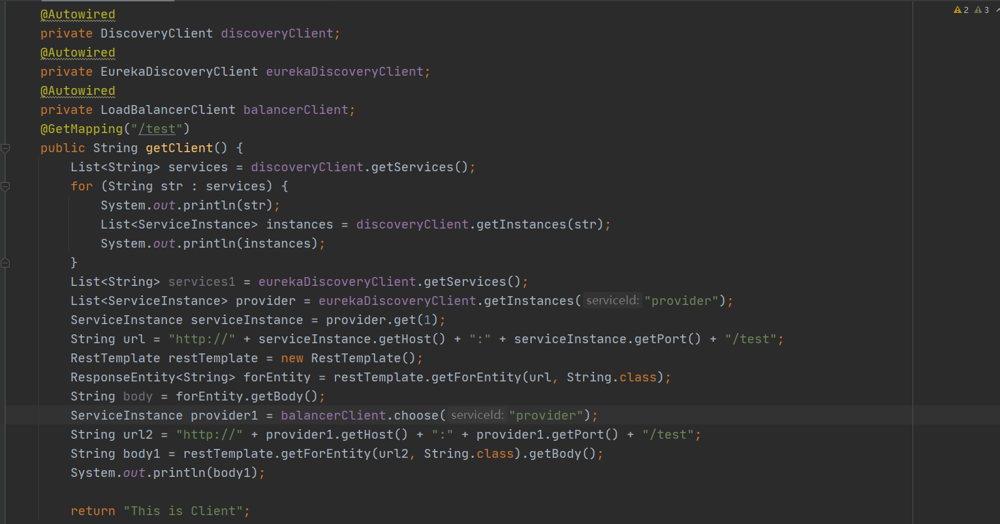 @Autowired
private DiscoveryClient discoveryClient;
@Autowired
private EurekaDiscoveryClient eurekaDiscoveryClient;
@Autowired
private LoadBalancerClient balancerClient;
@GetMapping("/test")
public String getClient() {
    List<String> services = discoveryClient.getServices();
    for (String str : services) {
        System.out.println(str);
        List<ServiceInstance> instances = discoveryClient.getInstances(str);
        System.out.println(instances);
    }
    List<String> services1 = eurekaDiscoveryClient.getServices();
    List<ServiceInstance> provider = eurekaDiscoveryClient.getInstances( serviceId: "provider");
    ServiceInstance serviceInstance = provider.get(1);
    String url = "http://" + serviceInstance.getHost() + ":" + serviceInstance.getPort() + "/test";
    RestTemplate restTemplate = new RestTemplate();
    ResponseEntity<String> forEntity = restTemplate.getForEntity(url, String.class);
    String body = forEntity.getBody();
    ServiceInstance provider1 = balancerClient.choose( serviceId: "provider");
    String url2 = "http://" + provider1.getHost() + ":" + provider1.getPort() + "/test";
    String body1 = restTemplate.getForEntity(url2, String.class).getBody();
    System.out.println(body1);
    return "This is Client";
2 3